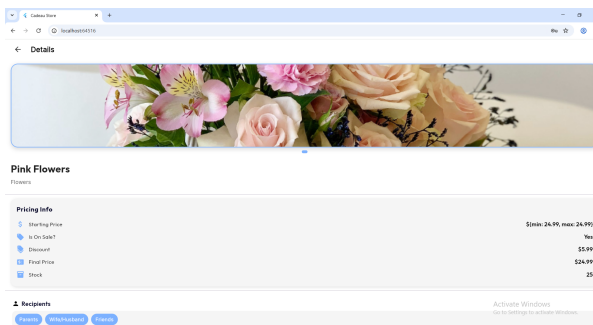 Cadeau Store
localhost:64516
Details
Pink Flowers
Flowers
Pricing Info
Starting Price $(min: 24.99, max: 24.99)
Is On Sale? Yes
Discount $5.99
Final Price $24.99
Stock 25
Recipients
Activate Windows
Go to Settings to activate Windows.
Parents Wife/Husband Friends